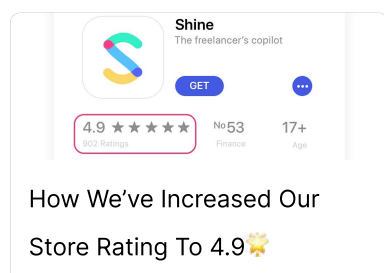 Shine
The freelancer's copilot
GET
4.9 ★★★★★
No53
17+
902 Ratings
Finance
Age
How We've Increased Our
Store Rating To 4.9🌟